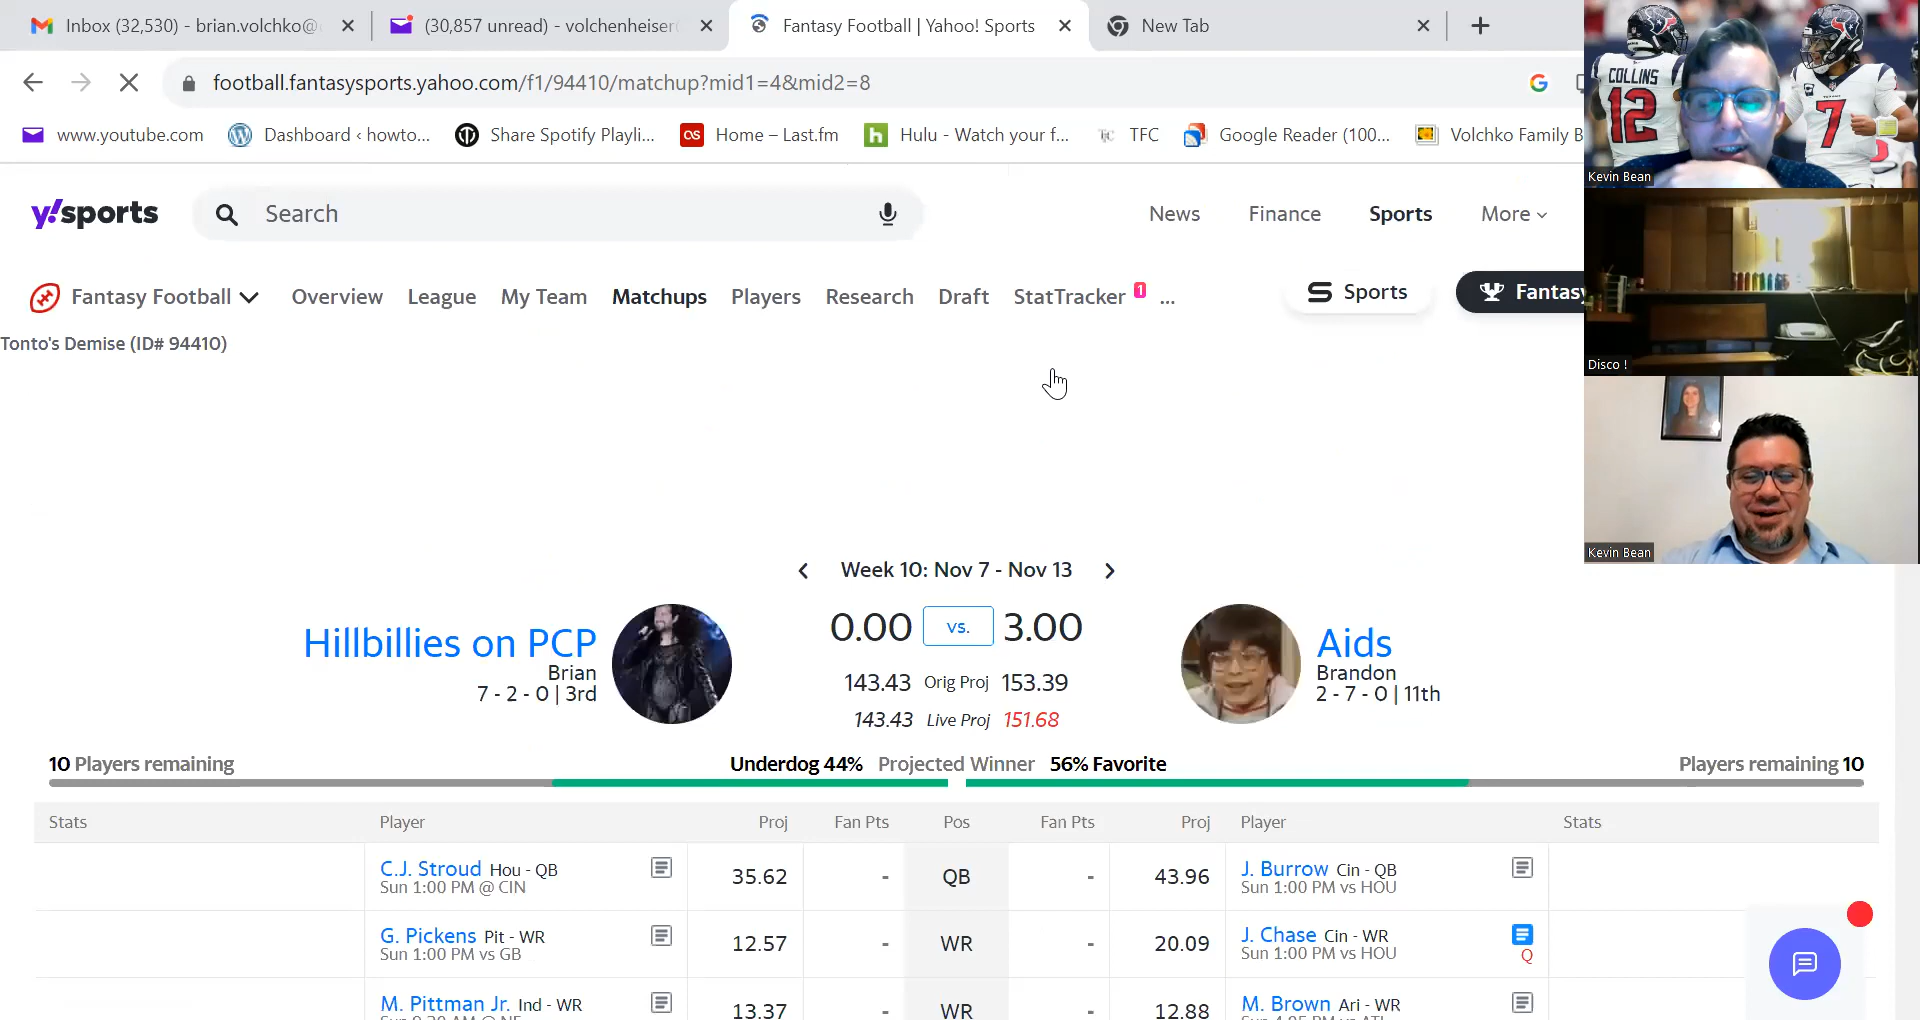 Inbox (32,530) - brian.volchko@
(30,857 unread) - volchenheiser
Fantasy Football | Yahoo! Sports
New Tab
football.fantasysports.yahoo.com/f1/94410/matchup?mid1=4&mid2=8
www.youtube.com
Dashboard ‹ howto...
Share Spotify Playli...
Home – Last.fm
Hulu - Watch your f...
TFC
Google Reader (100...
Volchko Family B
COLLINS
12
7
Kevin Bean
Disco !
Kevin Bean
y!sports
Search
News
Finance
Sports
More
Fantasy Football
Overview
League
My Team
Matchups
Players
Research
Draft
StatTracker
1
...
Sports
Fantasy
Tonto's Demise (ID# 94410)
Week 10: Nov 7 - Nov 13
Hillbillies on PCP
Brian
7 - 2 - 0 | 3rd
0.00 vs. 3.00
143.43 Orig Proj 153.39
143.43 Live Proj 151.68
Aids
Brandon
2 - 7 - 0 | 11th
10 Players remaining
Underdog 44% Projected Winner 56% Favorite
Players remaining 10
Stats Player Proj Fan Pts Pos Fan Pts Proj Player Stats
C.J. Stroud Hou - QB 35.62 - QB - 43.96 J. Burrow Cin - QB
Sun 1:00 PM @ CIN Sun 1:00 PM vs HOU
G. Pickens Pit - WR 12.57 - WR - 20.09 J. Chase Cin - WR
Sun 1:00 PM vs GB Sun 1:00 PM vs HOU
Q
M. Pittman Jr. Ind - WR 13.37 - WR - 12.88 M. Brown Ari - WR